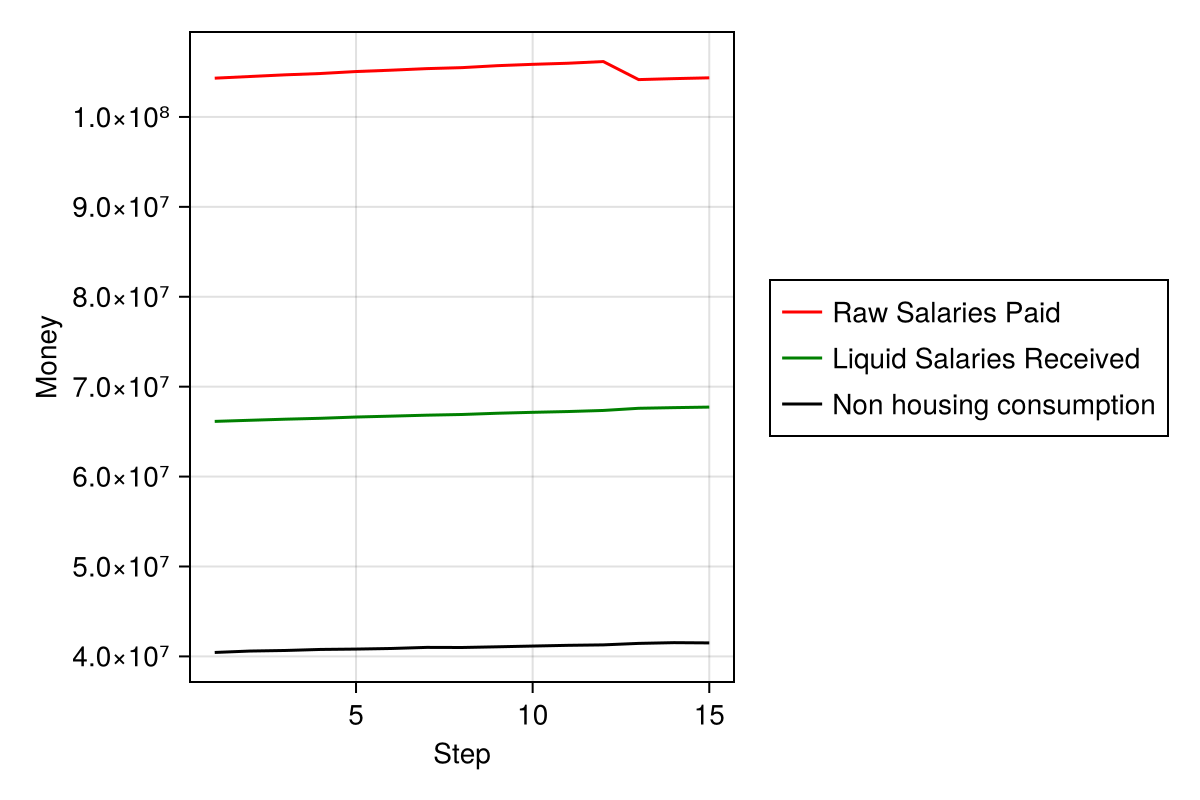 1.0×10⁸
9.0×10⁷
8.0×10⁷
7.0×10⁷
6.0×10⁷
5.0×10⁷
4.0×10⁷
Money
5 10 15
Step
Raw Salaries Paid
Liquid Salaries Received
Non housing consumption